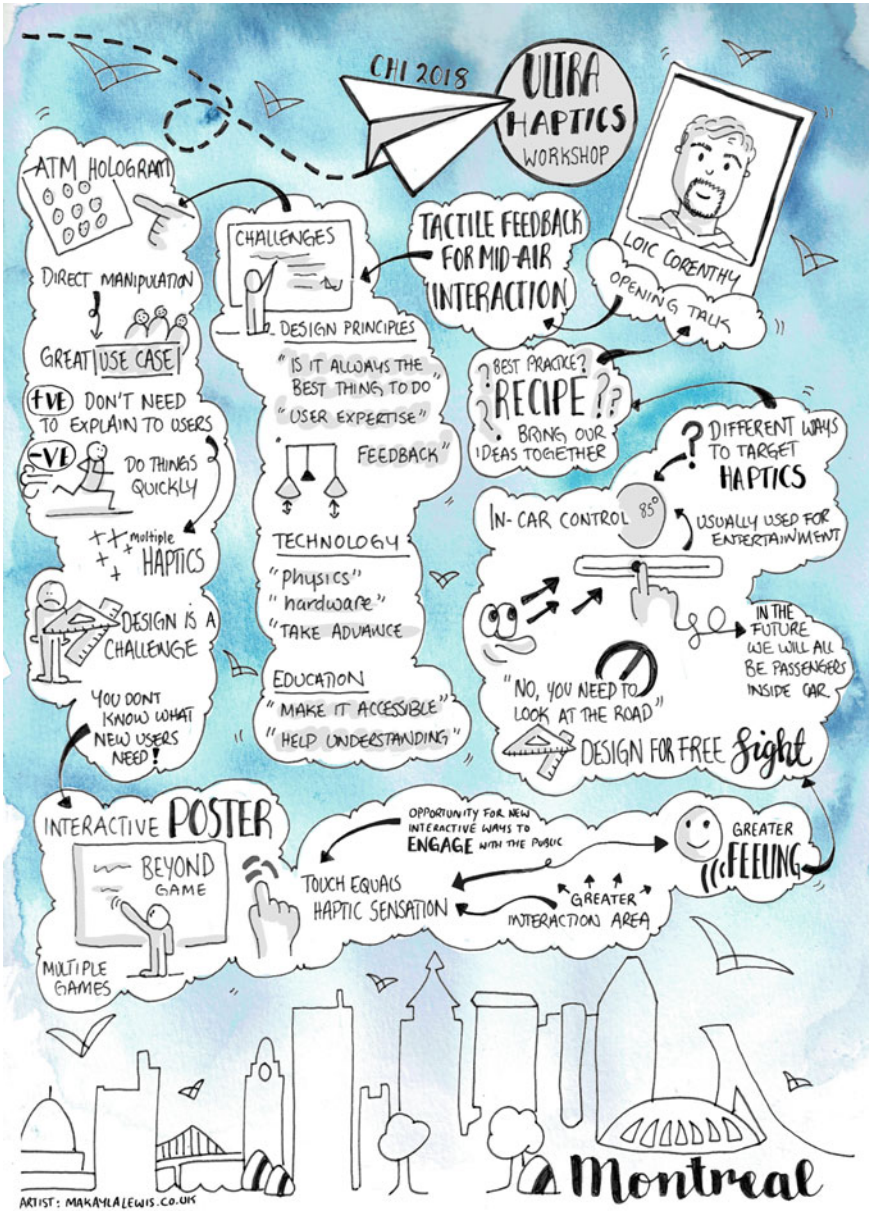 CHI 2018
ULTRA
HAPTICS
WORKSHOP
LOIC CORENTHY
OPENING TALK
TACTILE FEEDBACK
FOR MID-AIR
INTERACTION
CHALLENGES
DESIGN PRINCIPLES
"IS IT ALWAYS THE
BEST THING TO DO"
"USER EXPERTISE"
FEEDBACK"
TECHNOLOGY
"physics"
"hardware"
"TAKE ADVANCE
EDUCATION
"MAKE IT ACCESSIBLE"
"HELP UNDERSTANDING"
ATM HOLOGRAM
DIRECT MANIPULATION
GREAT USE CASE
+VE DON'T NEED
TO EXPLAIN TO USERS
-VE DO THINGS
QUICKLY
multiple
HAPTICS
DESIGN IS A
CHALLENGE
YOU DONT
KNOW WHAT
NEW USERS
NEED!
INTERACTIVE POSTER
BEYOND
GAME
MULTIPLE
GAMES
TOUCH EQUALS
HAPTIC SENSATION
OPPORTUNITY FOR NEW
INTERACTIVE WAYS TO
ENGAGE WITH THE PUBLIC
GREATER
INTERACTION AREA
GREATER
FEELING
DESIGN FOR FREE sight
"NO, YOU NEED TO
LOOK AT THE ROAD"
IN THE
FUTURE
WE WILL ALL
BE PASSENGERS
INSIDE CAR
IN-CAR CONTROL 85°
USUALLY USED FOR
ENTERTAINMENT
? DIFFERENT WAYS
TO TARGET
HAPTICS
? BEST PRACTICE?
? RECIPE ??
? BRING OUR
IDEAS TOGETHER
Montreal
ARTIST: MAKAYLALEWIS.CO.UK